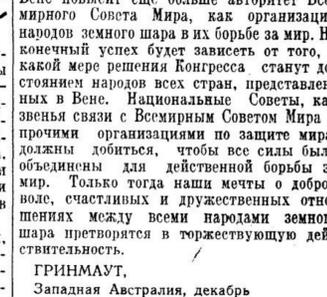 Вене повысит еще больше авторитет Все
мирного Совета Мира, как организаци
народов земного шара в их борьбе за мир. Н
конечный успех будет зависеть от того,
какой мере решения Конгресса станут д
стоянием народов всех стран, представлен
ных в Вене. Национальные Советы, ка
звенья связи с Всемирным Советом Мира
прочими организациями по защите мира
должны добиться, чтобы все силы был
объединены для действенной борьбы з
мир. Только тогда наши мечты о добро
воле, счастливых и дружественных отно
шениях между всеми народами земног
шара претворятся в торжествующую дей
ствительность.
ГРИНМАУТ,
Западная Австралия, декабрь